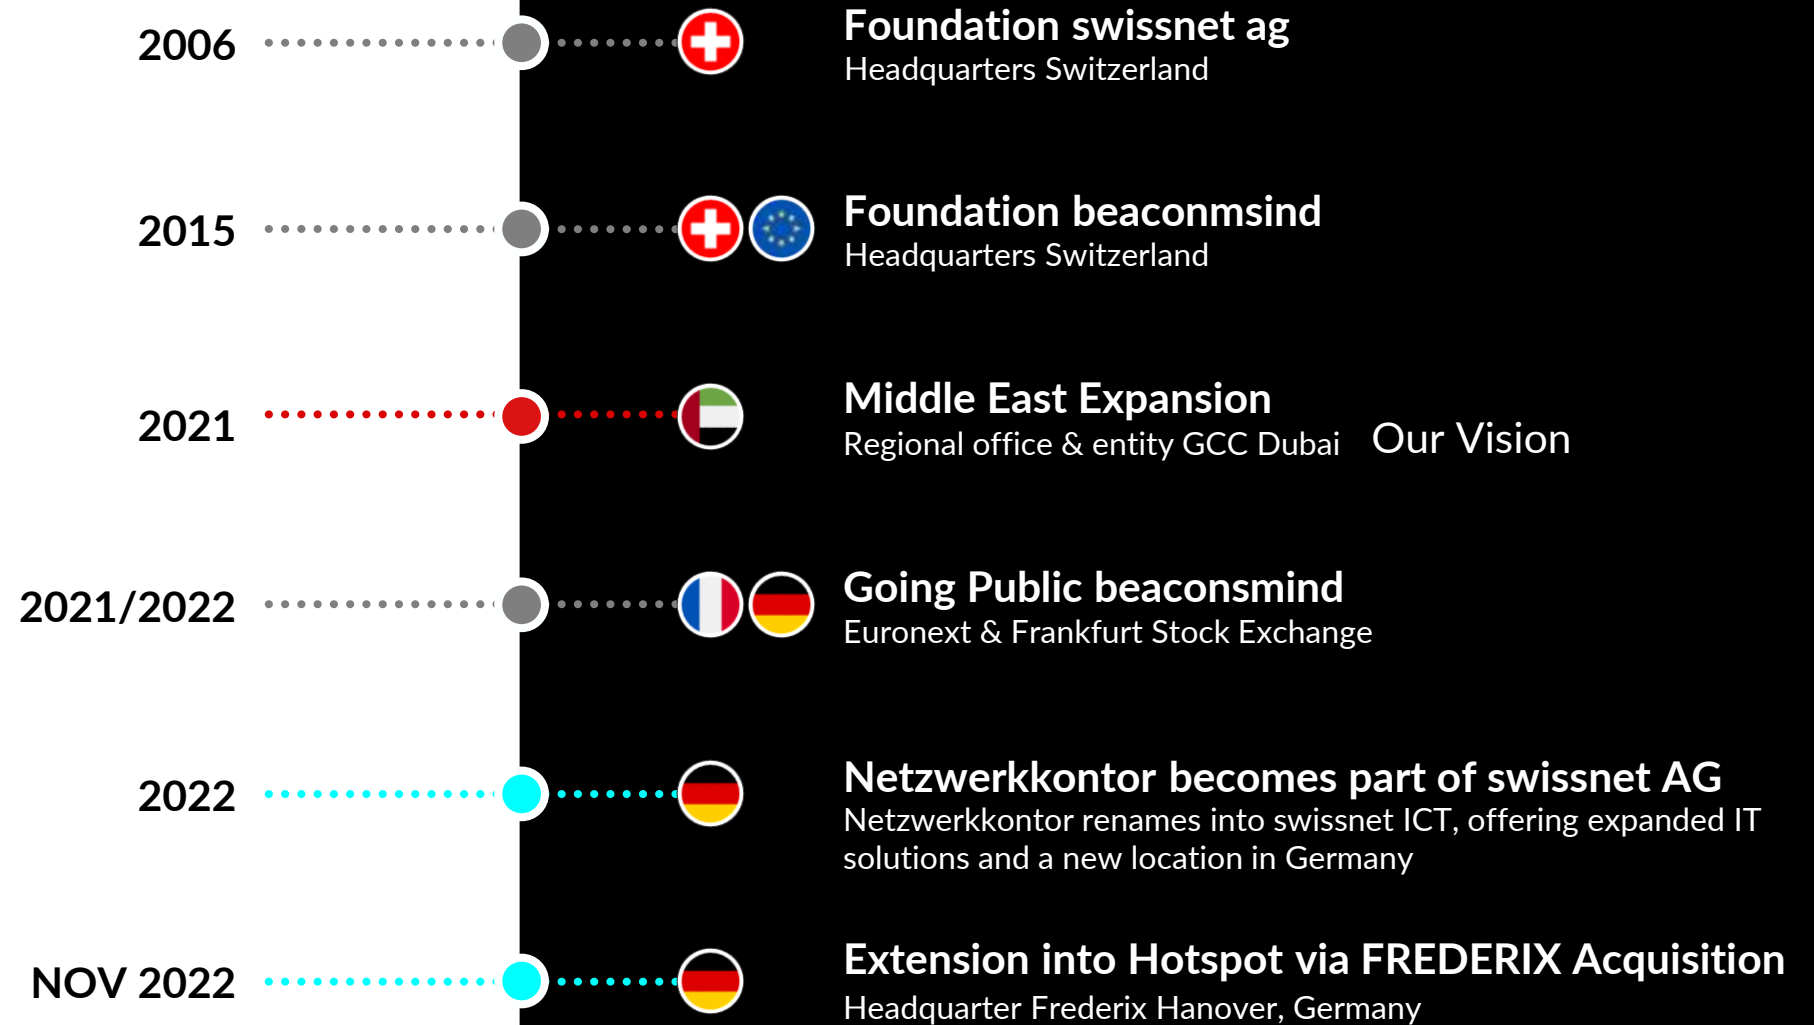 2006
Foundation swissnet ag
Headquarters Switzerland
2015
Foundation beaconmsind
Headquarters Switzerland
2021
Middle East Expansion
Regional office & entity GCC Dubai
Our Vision
2021/2022
Going Public beaconsmind
Euronext & Frankfurt Stock Exchange
2022
Netzwerkkontor becomes part of swissnet AG
Netzwerkkontor renames into swissnet ICT, offering expanded IT
solutions and a new location in Germany
NOV 2022
Extension into Hotspot via FREDERIX Acquisition
Headquarter Frederix Hanover, Germany